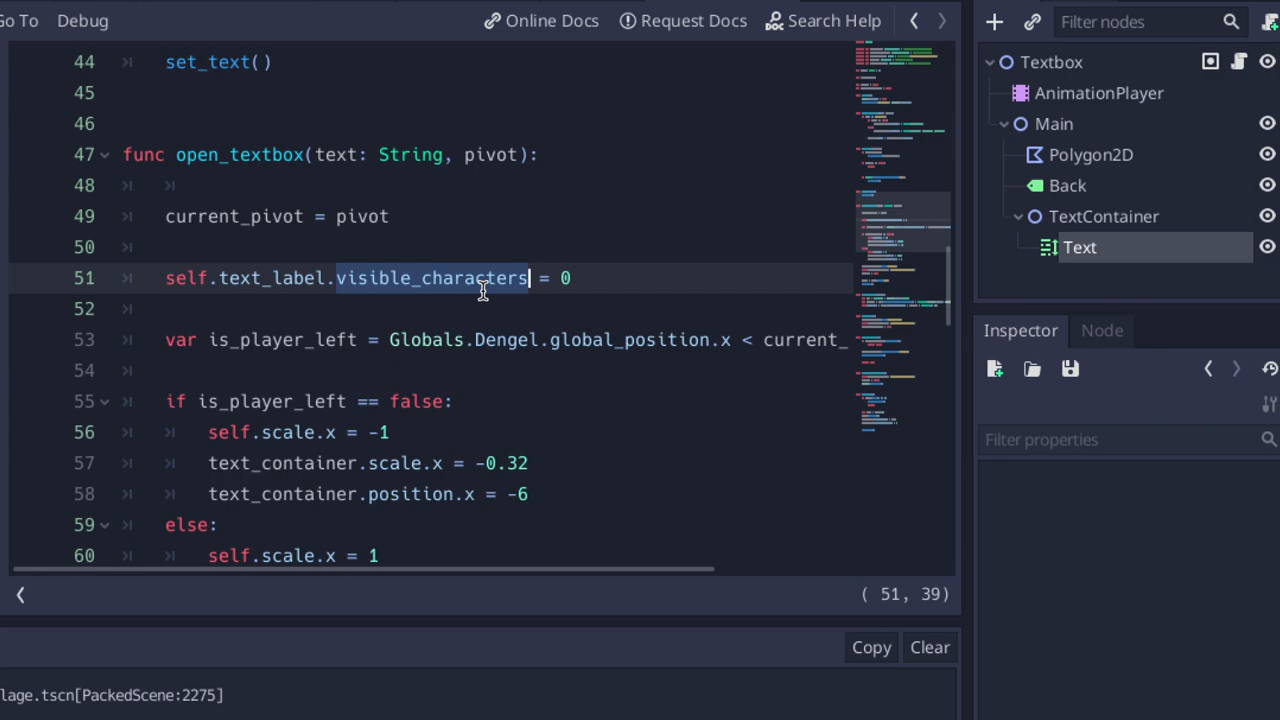 Go To Debug Online Docs Request Docs Search Help
44 set_text()
45
46
47 func open_textbox(text: String, pivot):
48
49 current_pivot = pivot
50
51 self.text_label.visible_characters = 0
52
53 var is_player_left = Globals.Dengel.global_position.x < current_
54
55 if is_player_left == false:
56 self.scale.x = -1
57 text_container.scale.x = -0.32
58 text_container.position.x = -6
59 else:
60 self.scale.x = 1
( 51, 39)
Copy Clear
lage.tscn[PackedScene:2275]
Filter nodes
Textbox
AnimationPlayer
Main
Polygon2D
Back
TextContainer
Text
Inspector Node
Filter properties